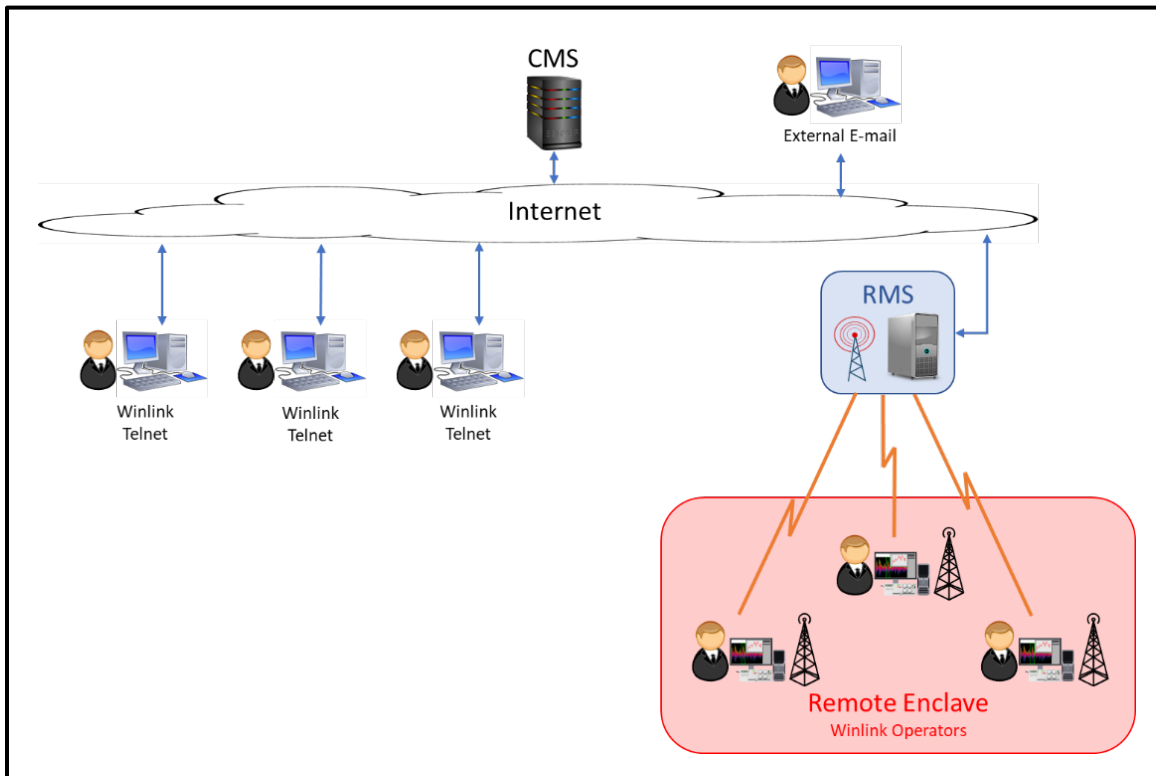 CMS
External E-mail
Internet
RMS
Winlink
Telnet
Winlink
Telnet
Winlink
Telnet
Remote Enclave
Winlink Operators